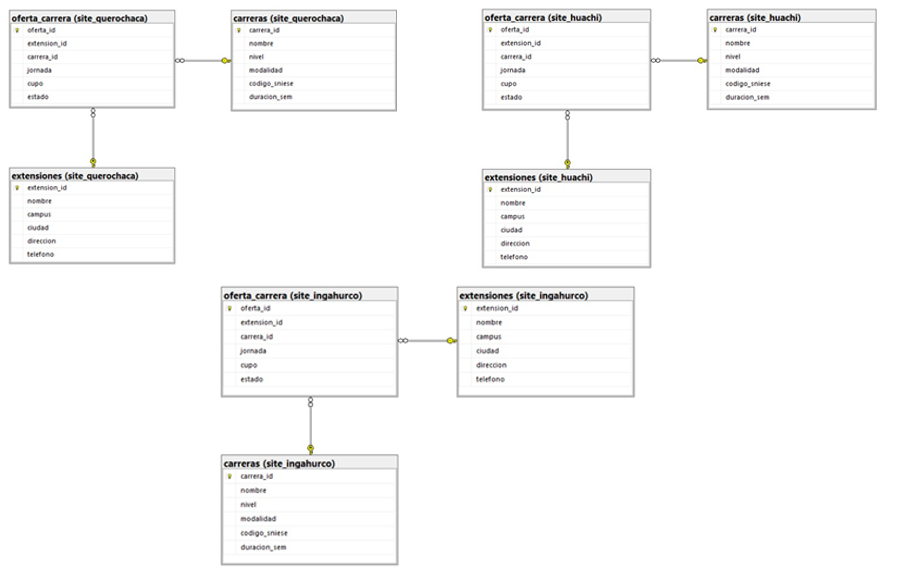 oferta_carrera (site_querochaca)
oferta_id
extension_id
carrera_id
jornada
cupo
estado
carreras (site_querochaca)
carrera_id
nombre
nivel
modalidad
codigo_sniese
duracion_sem
extensiones (site_querochaca)
extension_id
nombre
campus
ciudad
direccion
telefono
oferta_carrera (site_huachi)
oferta_id
extension_id
carrera_id
jornada
cupo
estado
carreras (site_huachi)
carrera_id
nombre
nivel
modalidad
codigo_sniese
duracion_sem
extensiones (site_huachi)
extension_id
nombre
campus
ciudad
direccion
telefono
oferta_carrera (site_ingahurco)
oferta_id
extension_id
carrera_id
jornada
cupo
estado
extensiones (site_ingahurco)
extension_id
nombre
campus
ciudad
direccion
telefono
carreras (site_ingahurco)
carrera_id
nombre
nivel
modalidad
codigo_sniese
duracion_sem